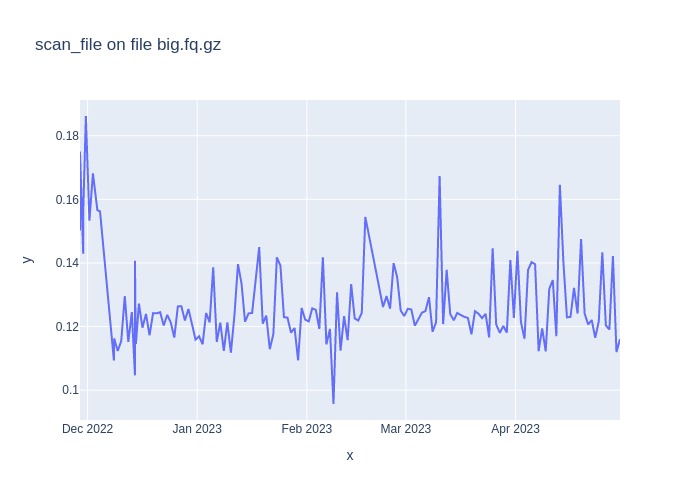 scan_file on file big.fq.gz
0.18
0.16
0.14
0.12
0.1
y
Dec 2022 Jan 2023 Feb 2023 Mar 2023 Apr 2023
x